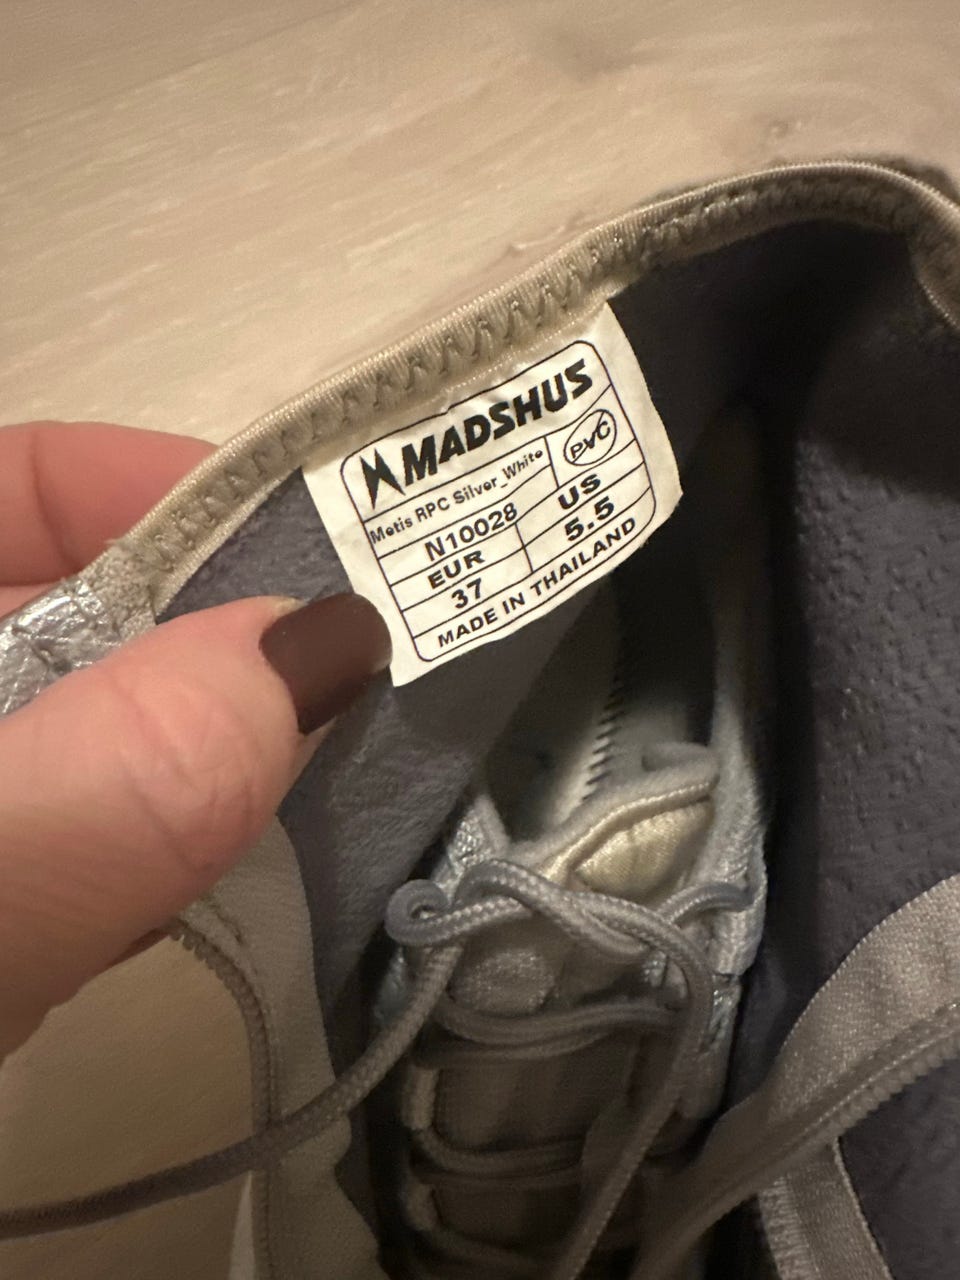 MADSHUS
Metis RPC Silver_White
PVC
N10028
EUR
US
37
5.5
MADE IN THAILAND